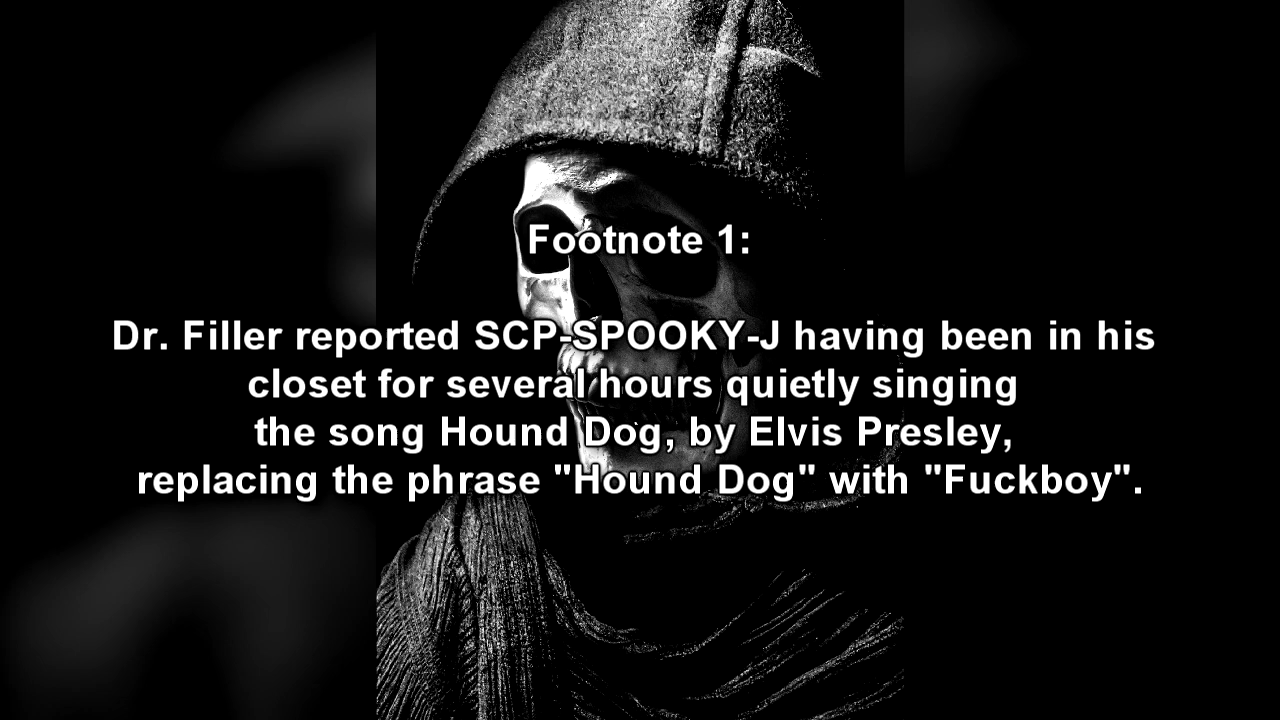 Footnote 1:
Dr. Filler reported SCP-SPOOKY-J having been in his
closet for several hours quietly singing
the song Hound Dog, by Elvis Presley,
replacing the phrase "Hound Dog" with "Fuckboy".